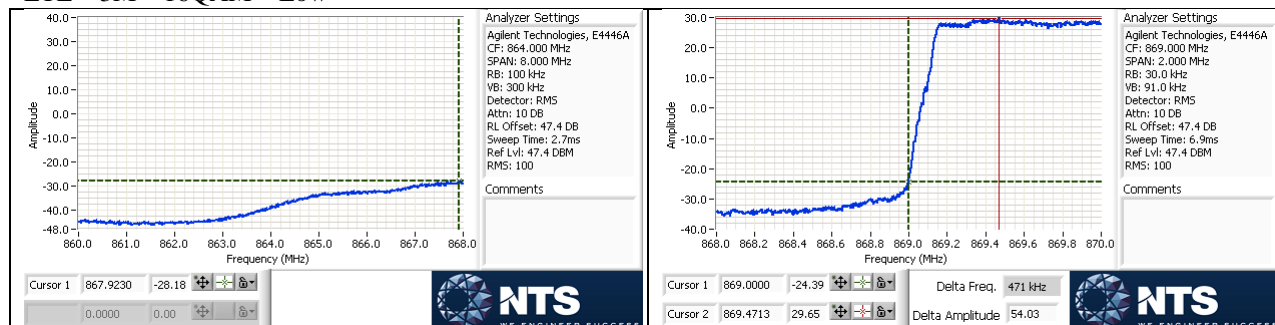 LTE 5M 16QAM Low
40.0
30.0
20.0
10.0
0.0
-10.0
-20.0
-30.0
-40.0
-48.0
Amplitude
860.0 861.0 862.0 863.0 864.0 865.0 866.0 867.0 868.0
Frequency (MHz)
Analyzer Settings
Agilent Technologies, E4446A
CF: 864.000 MHz
SPAN: 8.000 MHz
RB: 100 kHz
VB: 300 kHz
Detector: RMS
Attn: 10 DB
RL Offset: 47.4 DB
Sweep Time: 2.7ms
Ref Lvl: 47.4 DBM
RMS: 100
Comments
Cursor 1 867.9230 -28.18
0.0000 0.00
NTS
WE ENGINEER SUCCESS
30.0
20.0
10.0
0.0
-10.0
-20.0
-30.0
-40.0
Amplitude
868.0 868.2 868.4 868.6 868.8 869.0 869.2 869.4 869.6 869.8 870.0
Frequency (MHz)
Analyzer Settings
Agilent Technologies, E4446A
CF: 869.000 MHz
SPAN: 2.000 MHz
RB: 30.0 kHz
VB: 91.0 kHz
Detector: RMS
Attn: 10 DB
RL Offset: 47.4 DB
Sweep Time: 6.9ms
Ref Lvl: 47.4 DBM
RMS: 100
Comments
Cursor 1 869.0000 -24.39
Cursor 2 869.4713 29.65
Delta Freq. 471 kHz
Delta Amplitude 54.03
NTS
WE ENGINEER SUCCESS